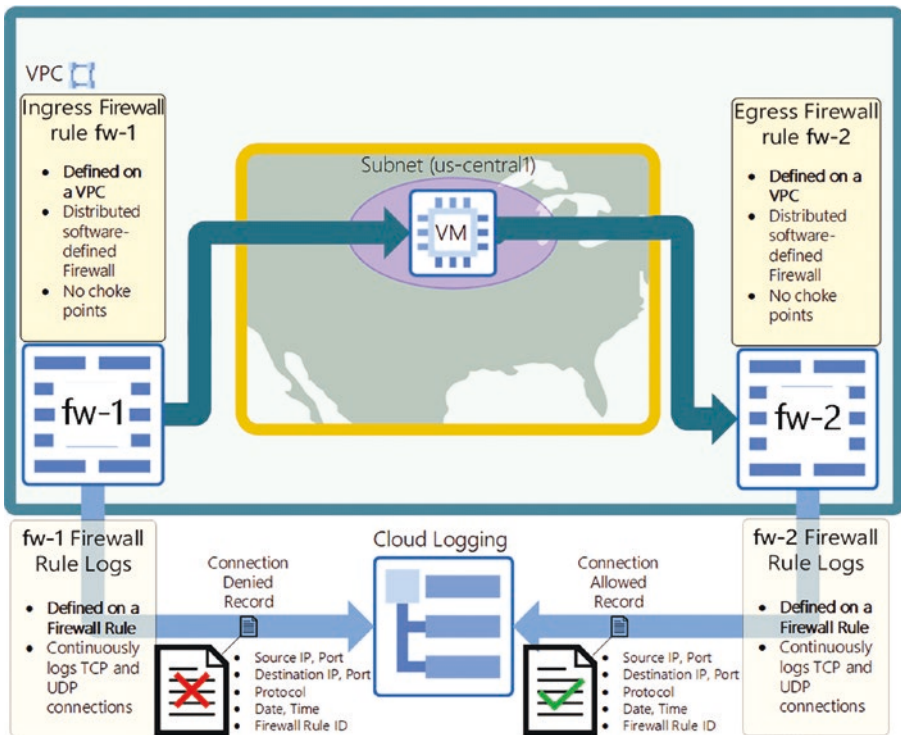 VPC
Ingress Firewall
rule fw-1
• Defined on
a VPC
• Distributed
software-
defined
Firewall
• No choke
points
Subnet (us-central1)
VM
Egress Firewall
rule fw-2
• Defined on a
VPC
• Distributed
software-
defined
Firewall
• No choke
points
fw-1
fw-2
fw-1 Firewall
Rule Logs
• Defined on a
Firewall Rule
• Continuously
logs TCP and
UDP
connections
Connection
Denied
Record
• Source IP, Port
• Destination IP, Port
• Protocol
• Date, Time
• Firewall Rule ID
Cloud Logging
Connection
Allowed
Record
• Source IP, Port
• Destination IP, Port
• Protocol
• Date, Time
• Firewall Rule ID
fw-2 Firewall
Rule Logs
• Defined on a
Firewall Rule
• Continuously
logs TCP and
UDP
connections